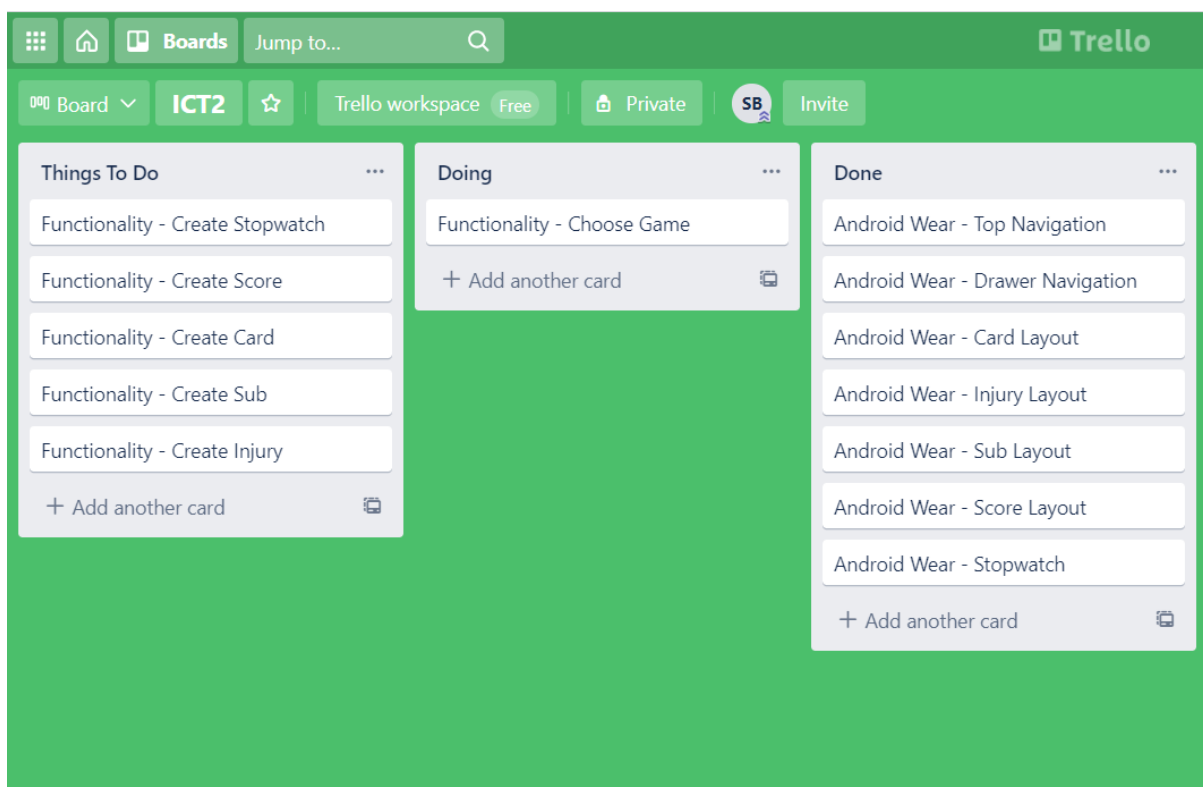 Boards
Jump to...
Trello
Board
ICT2
Trello workspace Free
Private
SB
Invite
Things To Do
Functionality - Create Stopwatch
Functionality - Create Score
Functionality - Create Card
Functionality - Create Sub
Functionality - Create Injury
+ Add another card
Doing
Functionality - Choose Game
+ Add another card
Done
Android Wear - Top Navigation
Android Wear - Drawer Navigation
Android Wear - Card Layout
Android Wear - Injury Layout
Android Wear - Sub Layout
Android Wear - Score Layout
Android Wear - Stopwatch
+ Add another card